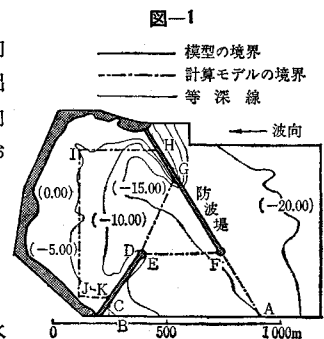 図—1
模型の境界
計算モデルの境界
等深線
波向
I
H
G
(0.00)
(-15.00)
防波堤
(-20.00)
(-10.00)
(-5.00)
D
E
F
J
K
C
B
A
0 500 1000m